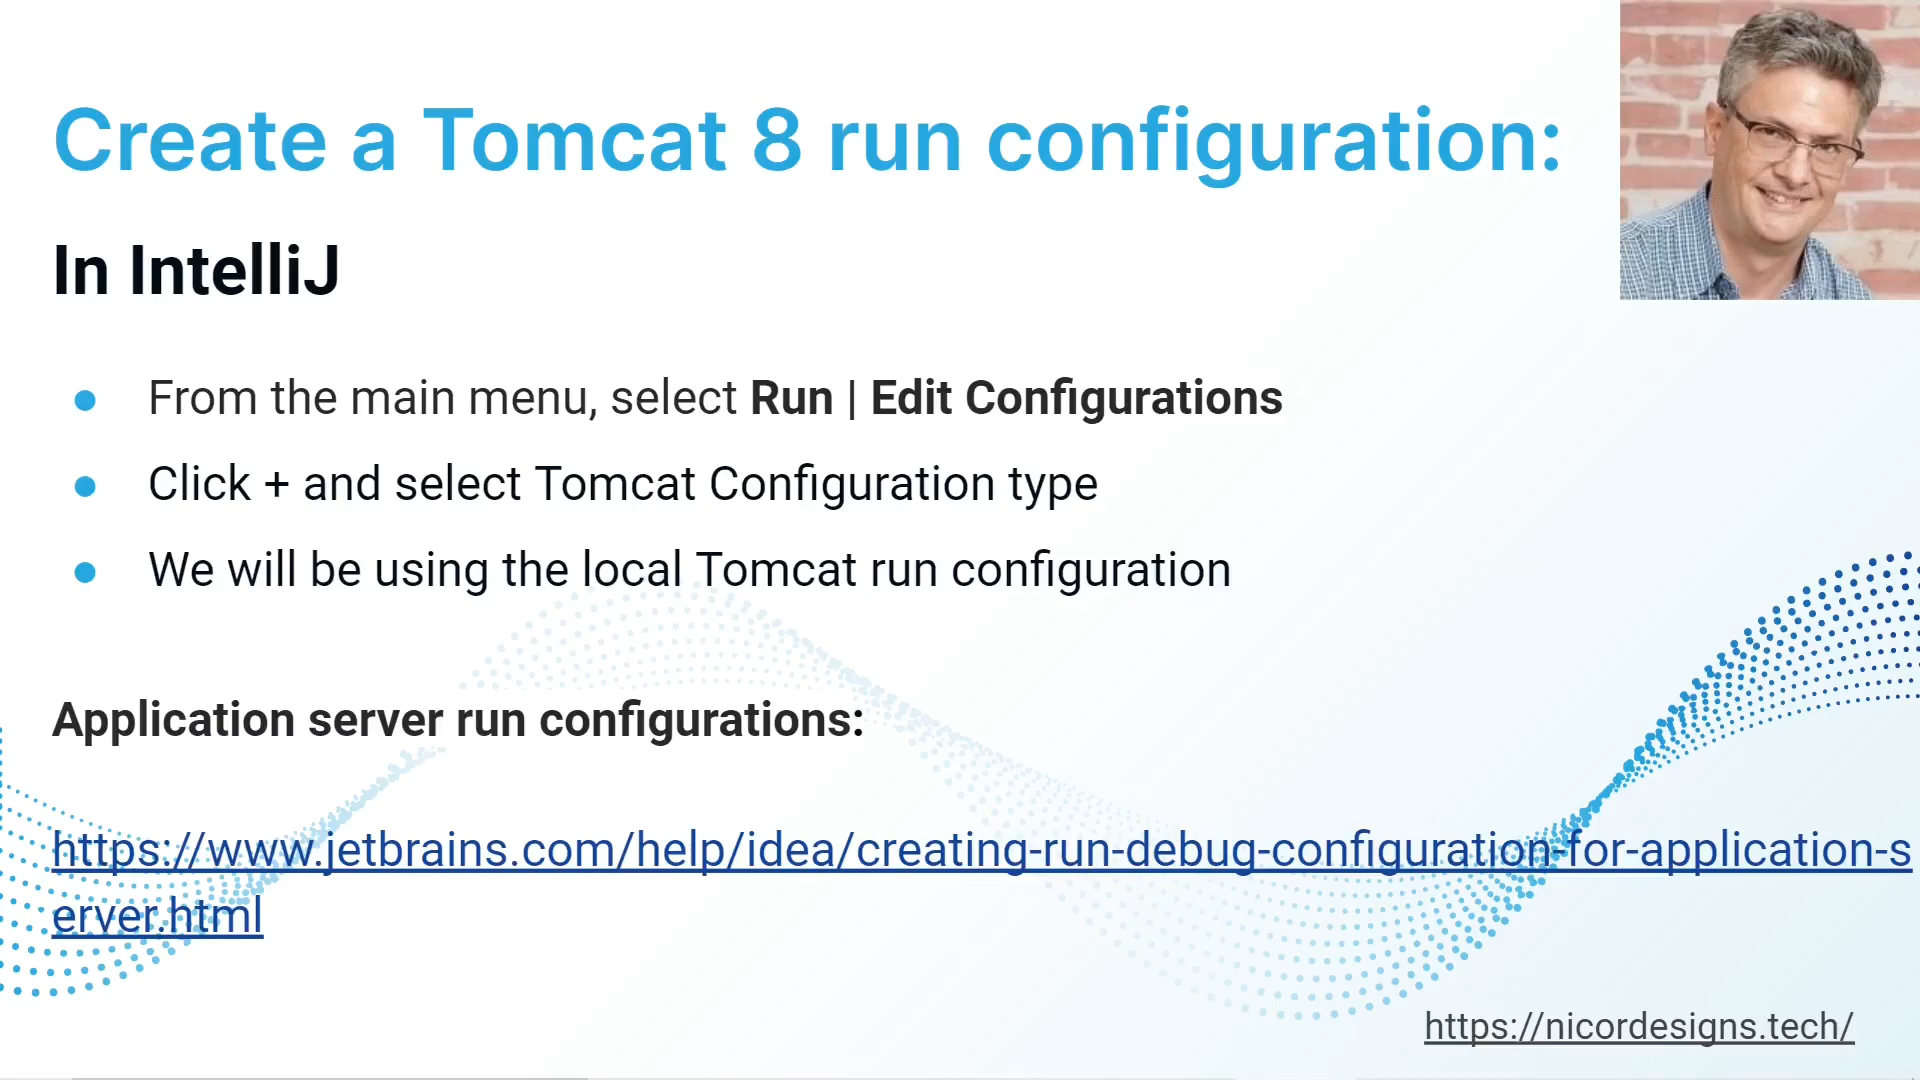 Create a Tomcat 8 run configuration:
In IntelliJ
● From the main menu, select Run | Edit Configurations
● Click + and select Tomcat Configuration type
● We will be using the local Tomcat run configuration
Application server run configurations:
https://www.jetbrains.com/help/idea/creating-run-debug-configuration-for-application-s
erver.html
https://nicordesigns.tech/